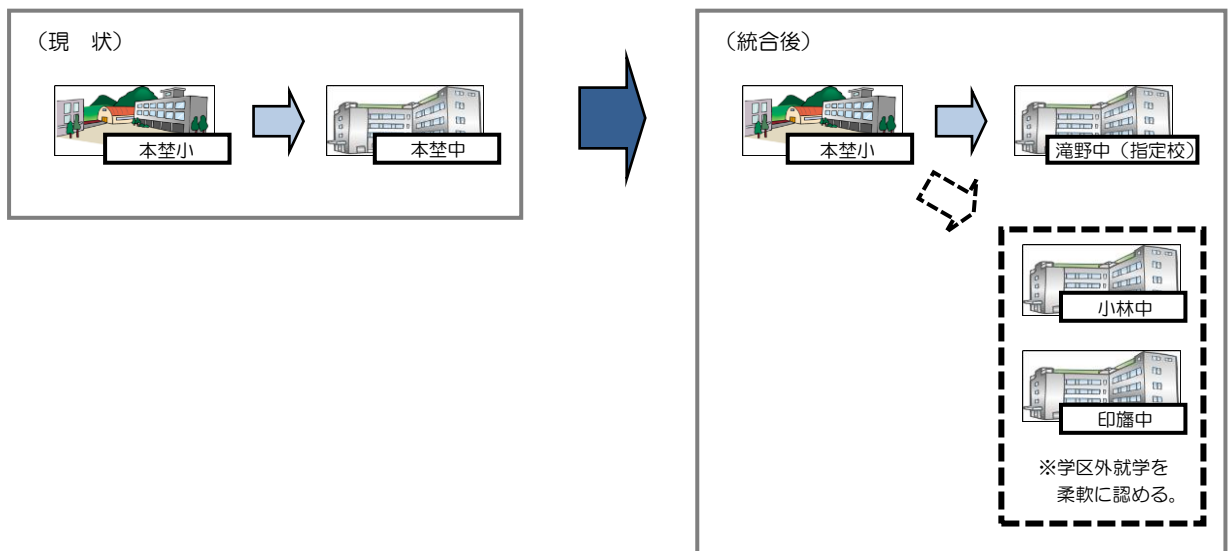 （現　状）
本埜小
本埜中
（統合後）
本埜小
滝野中（指定校）
小林中
印旛中
※学区外就学を
柔軟に認める。